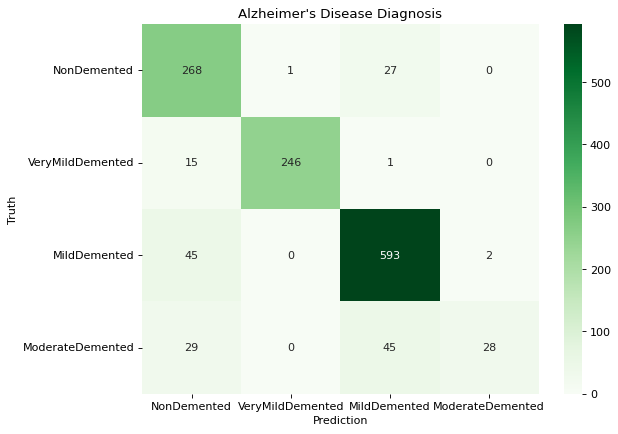 Alzheimer's Disease Diagnosis
NonDemented 268 1 27 0
VeryMildDemented 15 246 1 0
MildDemented 45 0 593 2
ModerateDemented 29 0 45 28
NonDemented VeryMildDemented MildDemented ModerateDemented
Prediction
Truth
500
400
300
200
100
0